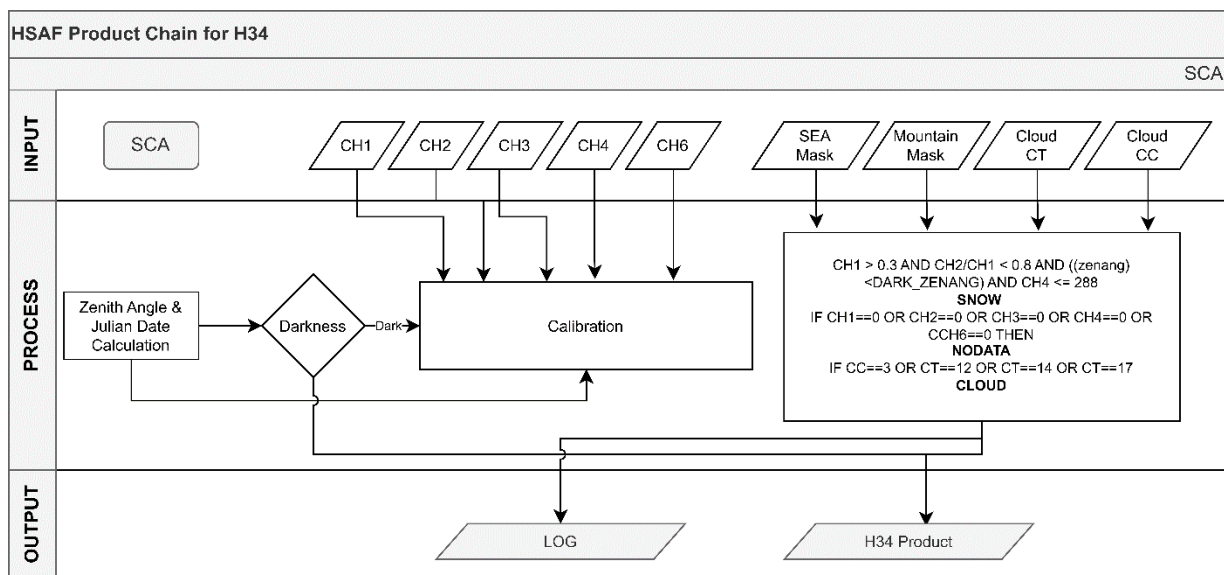 HSAF Product Chain for H34
SCA
INPUT
SCA
CH1
CH2
CH3
CH4
CH6
SEA
Mask
Mountain
Mask
Cloud
CT
Cloud
CC
PROCESS
Zenith Angle &
Julian Date
Calculation
Darkness
Dark
Calibration
CH1 > 0.3 AND CH2/CH1 < 0.8 AND ((zenang)
<DARK_ZENANG) AND CH4 <= 288
SNOW
IF CH1==0 OR CH2==0 OR CH3==0 OR CH4==0 OR
CCH6==0 THEN
NODATA
IF CC==3 OR CT==12 OR CT==14 OR CT==17
CLOUD
OUTPUT
LOG
H34 Product